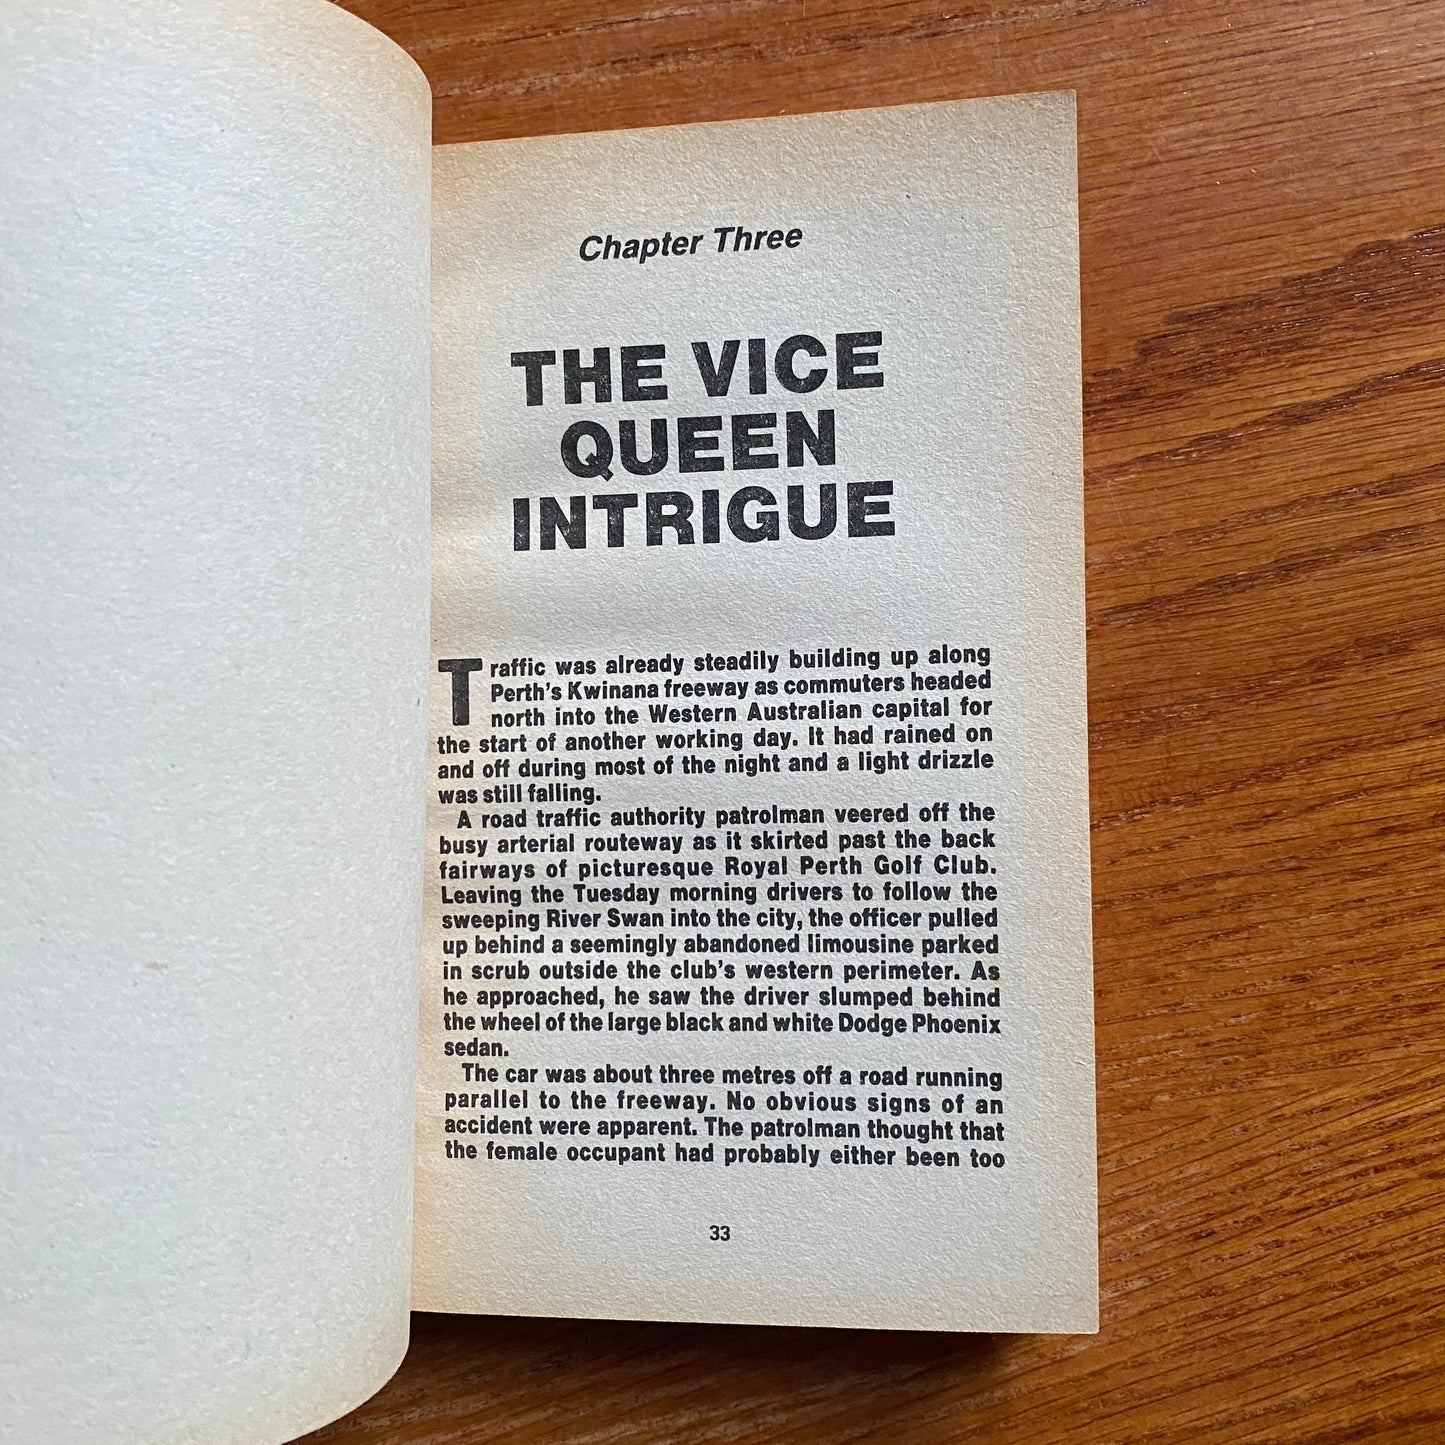 Chapter Three
THE VICE
QUEEN
INTRIGUE
Traffic was already steadily building up along
Perth's Kwinana freeway as commuters headed
north into the Western Australian capital for
the start of another working day. It had rained on
and off during most of the night and a light drizzle
was still falling.
A road traffic authority patrolman veered off the
busy arterial routeway as it skirted past the back
fairways of picturesque Royal Perth Golf Club.
Leaving the Tuesday morning drivers to follow the
sweeping River Swan into the city, the officer pulled
up behind a seemingly abandoned limousine parked
in scrub outside the club's western perimeter. As
he approached, he saw the driver slumped behind
the wheel of the large black and white Dodge Phoenix
sedan.
The car was about three metres off a road running
parallel to the freeway. No obvious signs of an
accident were apparent. The patrolman thought that
the female occupant had probably either been too
33